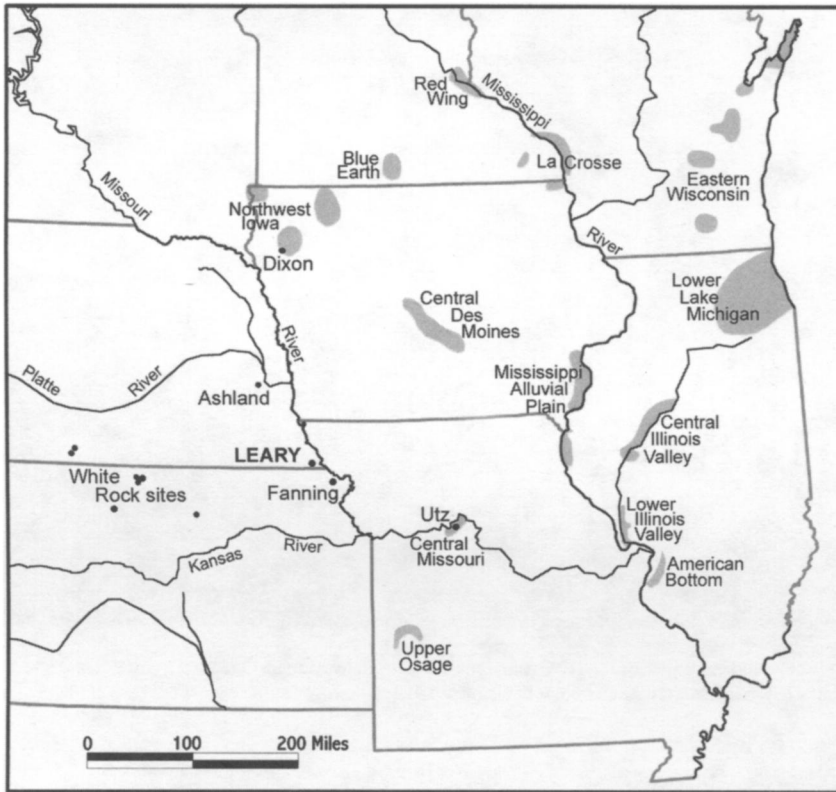 Red
Wing
Mississippi
Blue
Earth
La Crosse
Eastern
Wisconsin
Missouri
Northwest
Iowa
Dixon
River
Lower
Lake
Michigan
Central
Des
Moines
River
Platte
River
Ashland
Mississippi
Alluvial
Plain
Central
Illinois
Valley
LEARY
White
Rock sites
Fanning
Utz
Central
Missouri
Lower
Illinois
Valley
Kansas
River
American
Bottom
Upper
Osage
0 100 200 Miles